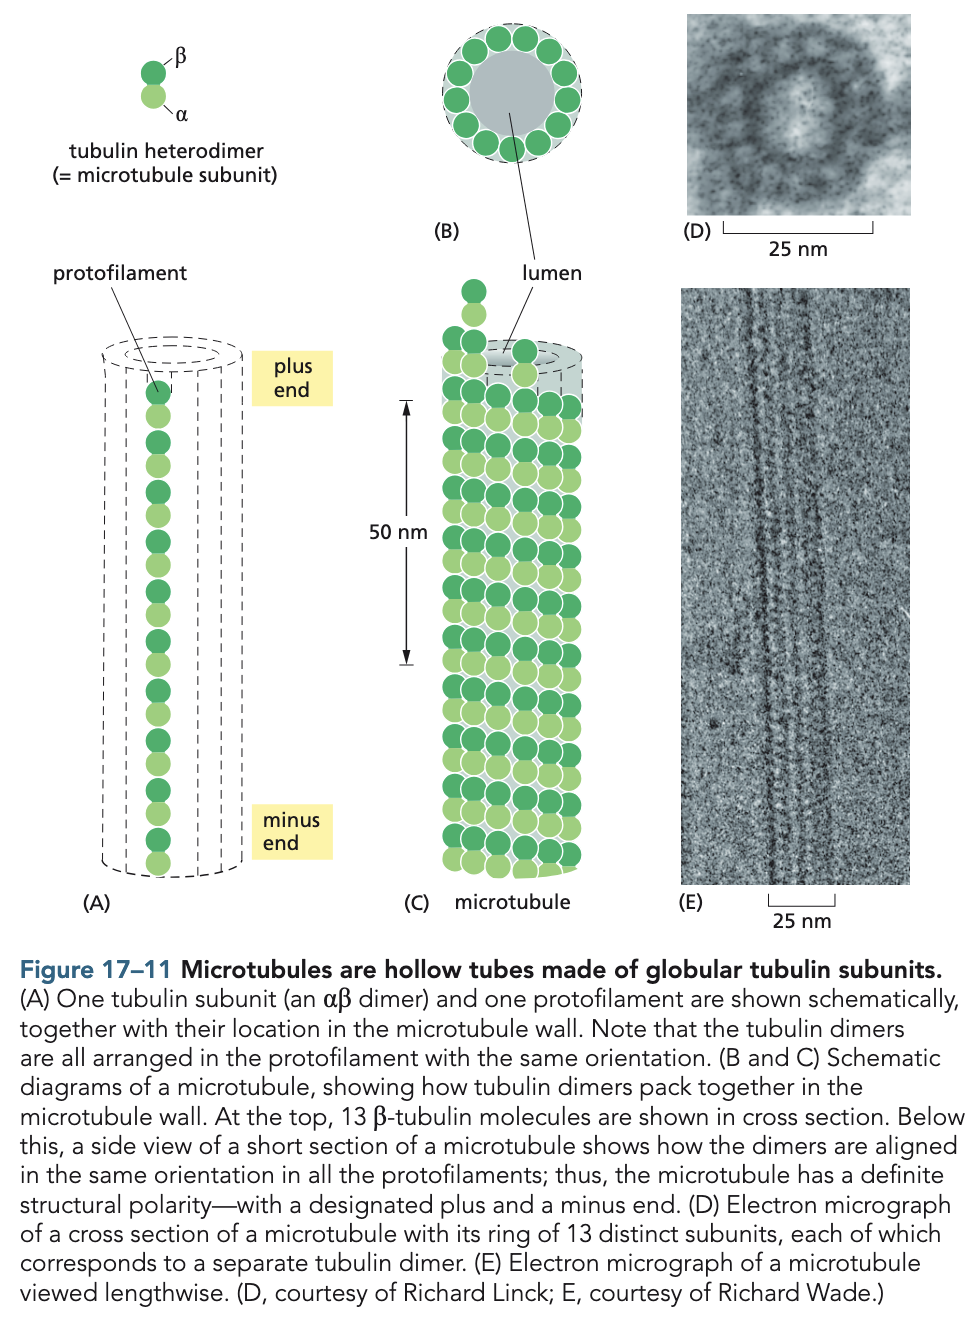 β
α
tubulin heterodimer
(= microtubule subunit)
(B)
(D)
25 nm
protofilament
lumen
plus
end
50 nm
minus
end
(A)
(C) microtubule
(E)
25 nm
Figure 17–11 Microtubules are hollow tubes made of globular tubulin subunits.
(A) One tubulin subunit (an αβ dimer) and one protofilament are shown schematically,
together with their location in the microtubule wall. Note that the tubulin dimers
are all arranged in the protofilament with the same orientation. (B and C) Schematic
diagrams of a microtubule, showing how tubulin dimers pack together in the
microtubule wall. At the top, 13 β-tubulin molecules are shown in cross section. Below
this, a side view of a short section of a microtubule shows how the dimers are aligned
in the same orientation in all the protofilaments; thus, the microtubule has a definite
structural polarity—with a designated plus and a minus end. (D) Electron micrograph
of a cross section of a microtubule with its ring of 13 distinct subunits, each of which
corresponds to a separate tubulin dimer. (E) Electron micrograph of a microtubule
viewed lengthwise. (D, courtesy of Richard Linck; E, courtesy of Richard Wade.)